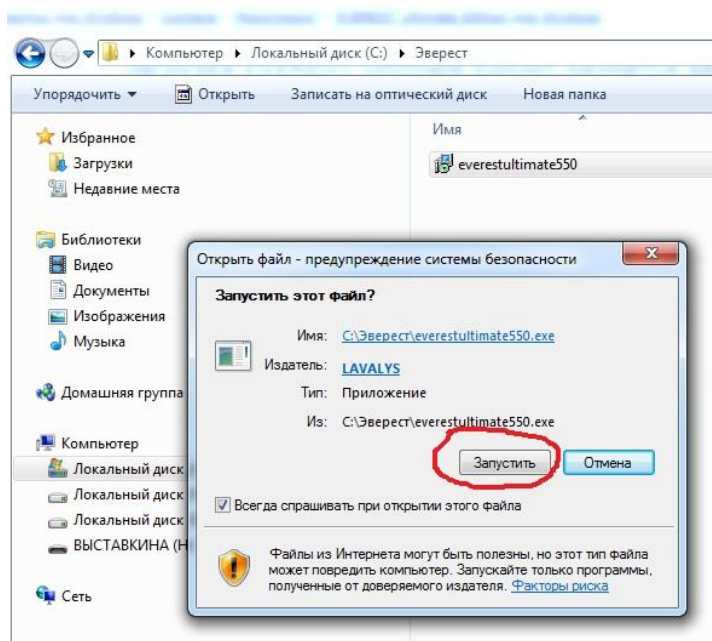 Компьютер ▸ Локальный диск (C:) ▸ Эверест
Упорядочить Открыть Записать на оптический диск Новая папка
Избранное
Загрузки
Недавние места
Библиотеки
Видео
Документы
Изображения
Музыка
Домашняя группа
Компьютер
Локальный диск
Локальный диск
Локальный диск
ВЫСТАВКИНА (H
Сеть
Имя
everestultimate550
Открыть файл - предупреждение системы безопасности
Запустить этот файл?
Имя: C:\Эверест\everestultimate550.exe
Издатель: LAVALYS
Тип: Приложение
Из: C:\Эверест\everestultimate550.exe
Запустить Отмена
Всегда спрашивать при открытии этого файла
Файлы из Интернета могут быть полезны, но этот тип файла
может повредить компьютер. Запускайте только программы,
полученные от доверяемого издателя. Факторы риска